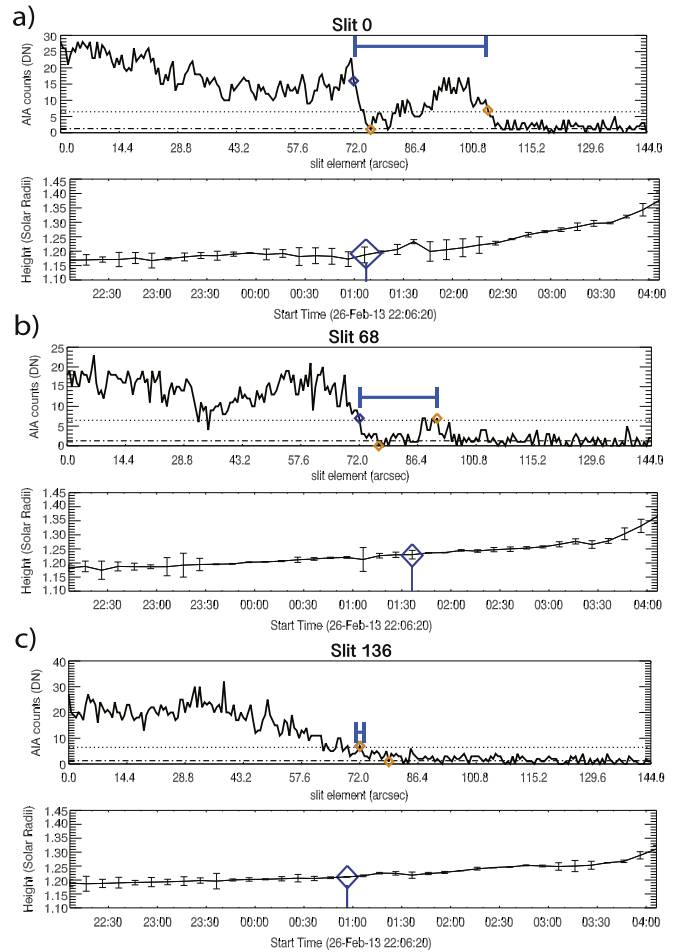 a)
Slit 0
AIA counts (DN)
30
25
20
15
10
5
0
0.0 14.4 28.8 43.2 57.6 72.0 86.4 100.8 115.2 129.6 144.0
slit element (arcsec)
Height (Solar Radii)
1.45
1.40
1.35
1.30
1.25
1.20
1.15
1.10
22:30 23:00 23:30 00:00 00:30 01:00 01:30 02:00 02:30 03:00 03:30 04:00
Start Time (26-Feb-13 22:06:20)
b)
Slit 68
AIA counts (DN)
25
20
15
10
5
0
0.0 14.4 28.8 43.2 57.6 72.0 86.4 100.8 115.2 129.6 144.0
slit element (arcsec)
Height (Solar Radii)
1.45
1.40
1.35
1.30
1.25
1.20
1.15
1.10
22:30 23:00 23:30 00:00 00:30 01:00 01:30 02:00 02:30 03:00 03:30 04:00
Start Time (26-Feb-13 22:06:20)
c)
Slit 136
AIA counts (DN)
40
30
20
10
0
0.0 14.4 28.8 43.2 57.6 72.0 86.4 100.8 115.2 129.6 144.0
slit element (arcsec)
Height (Solar Radii)
1.45
1.40
1.35
1.30
1.25
1.20
1.15
1.10
22:30 23:00 23:30 00:00 00:30 01:00 01:30 02:00 02:30 03:00 03:30 04:00
Start Time (26-Feb-13 22:06:20)